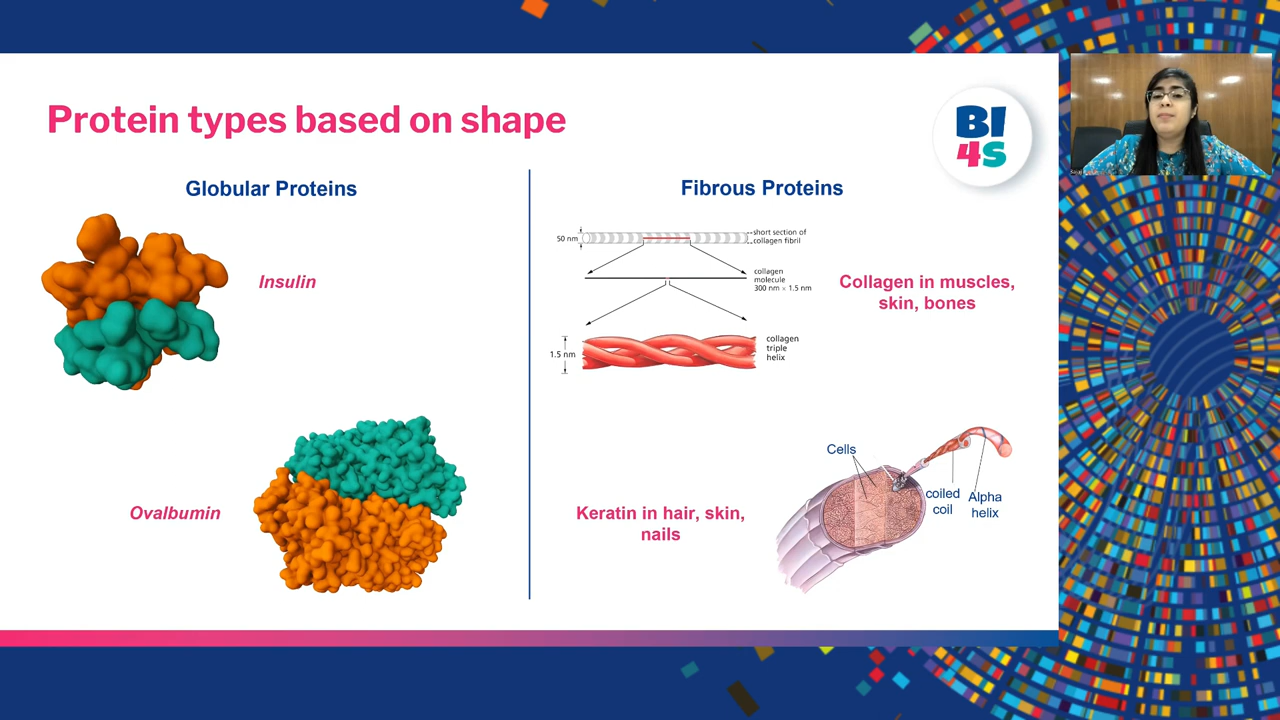 Protein types based on shape
BI
4S
Globular Proteins
Fibrous Proteins
Insulin
Ovalbumin
50 nm
short section of
collagen fibril
collagen
molecule
300 nm × 1.5 nm
1.5 nm
collagen
triple
helix
Collagen in muscles,
skin, bones
Keratin in hair, skin,
nails
Cells
coiled
coil
Alpha
helix